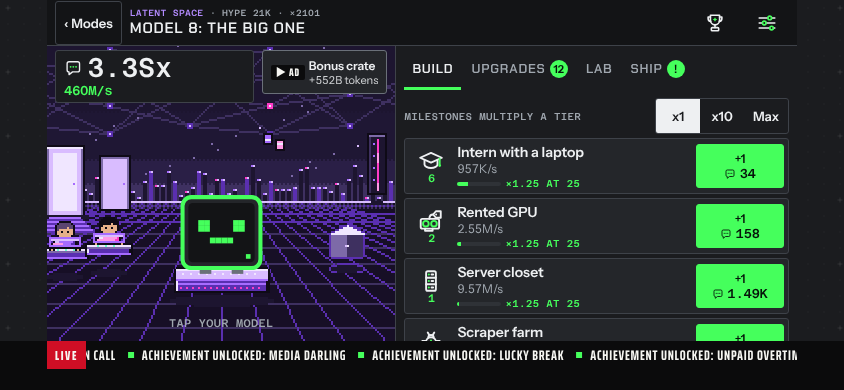 ‹ Modes
LATENT SPACE · HYPE 21K · ×2101
MODEL 8: THE BIG ONE
3.3Sx
460M/s
AD
Bonus crate
+552B tokens
TAP YOUR MODEL
BUILD UPGRADES 12 LAB SHIP !
MILESTONES MULTIPLY A TIER
x1 x10 Max
Intern with a laptop
957K/s
6
×1.25 AT 25
+1
34
Rented GPU
2.55M/s
2
×1.25 AT 25
+1
158
Server closet
9.57M/s
1
×1.25 AT 25
+1
1.49K
Scraper farm
+1
LIVE N CALL ACHIEVEMENT UNLOCKED: MEDIA DARLING ACHIEVEMENT UNLOCKED: LUCKY BREAK ACHIEVEMENT UNLOCKED: UNPAID OVERTIM